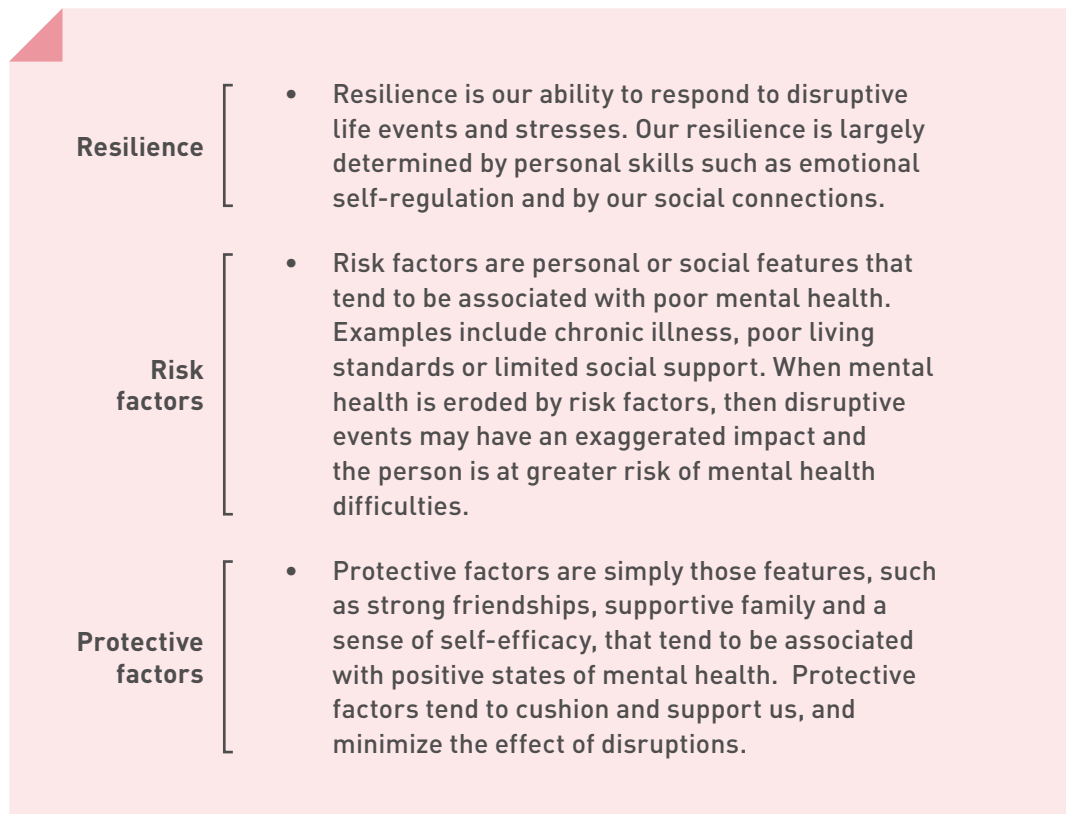 Resilience
• Resilience is our ability to respond to disruptive
life events and stresses. Our resilience is largely
determined by personal skills such as emotional
self-regulation and by our social connections.
Risk
factors
• Risk factors are personal or social features that
tend to be associated with poor mental health.
Examples include chronic illness, poor living
standards or limited social support. When mental
health is eroded by risk factors, then disruptive
events may have an exaggerated impact and
the person is at greater risk of mental health
difficulties.
Protective
factors
• Protective factors are simply those features, such
as strong friendships, supportive family and a
sense of self-efficacy, that tend to be associated
with positive states of mental health.  Protective
factors tend to cushion and support us, and
minimize the effect of disruptions.